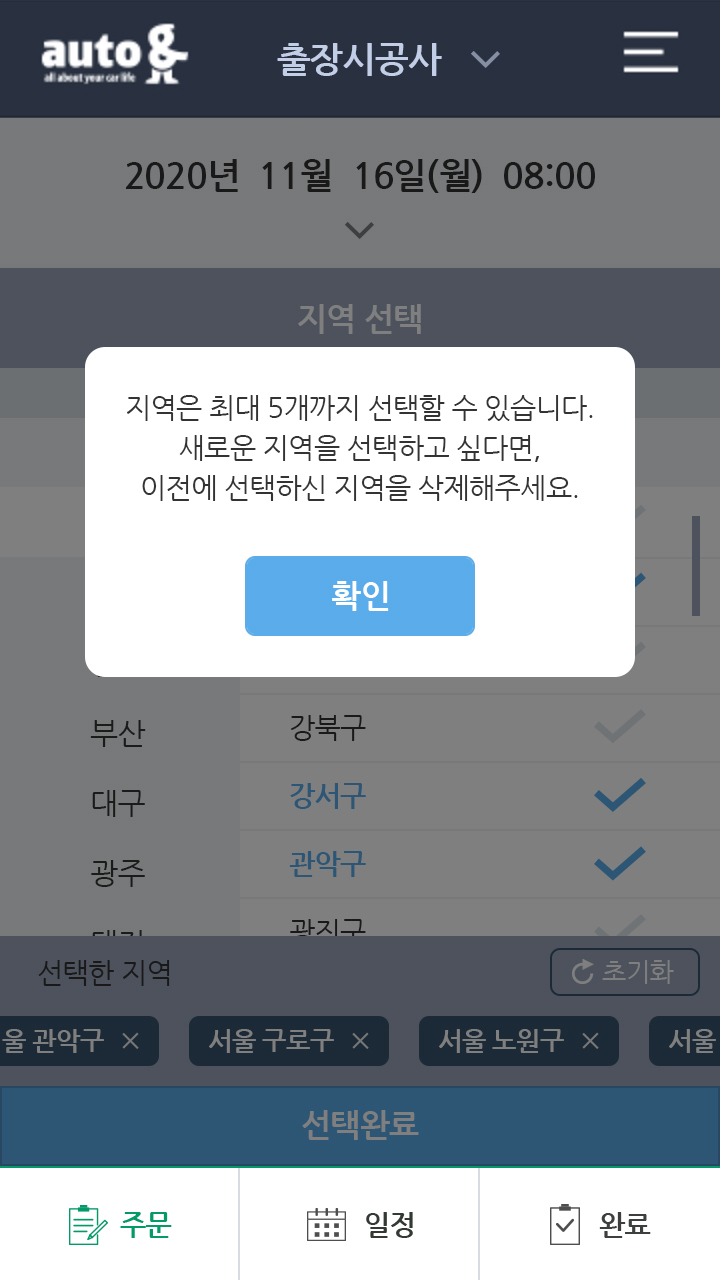 auto &
all about your car life
출장시공사
2020년 11월 16일(월) 08:00
지역 선택
지역은 최대 5개까지 선택할 수 있습니다.
새로운 지역을 선택하고 싶다면,
이전에 선택하신 지역을 삭제해주세요.
확인
부산
강북구
대구
강서구
광주
관악구
광진구
선택한 지역
초기화
울 관악구
서울 구로구
서울 노원구
서울
선택완료
주문
일정
완료